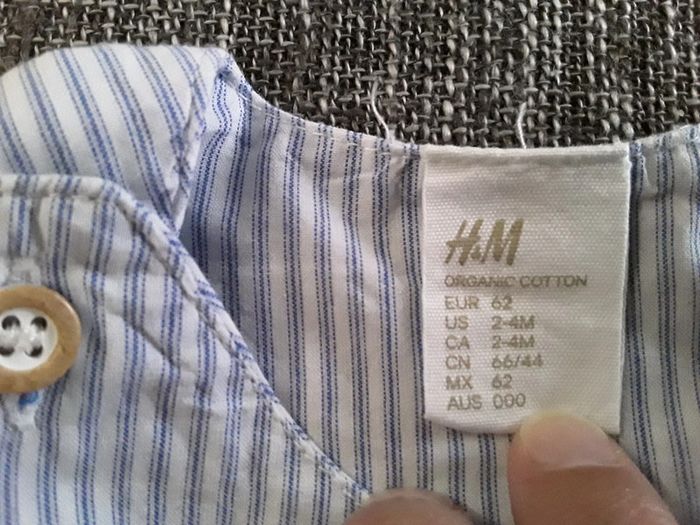 H&M
ORGANIC COTTON
EUR 62
US 2-4M
CA 2-4M
CN 66/44
MX 62
AUS 000